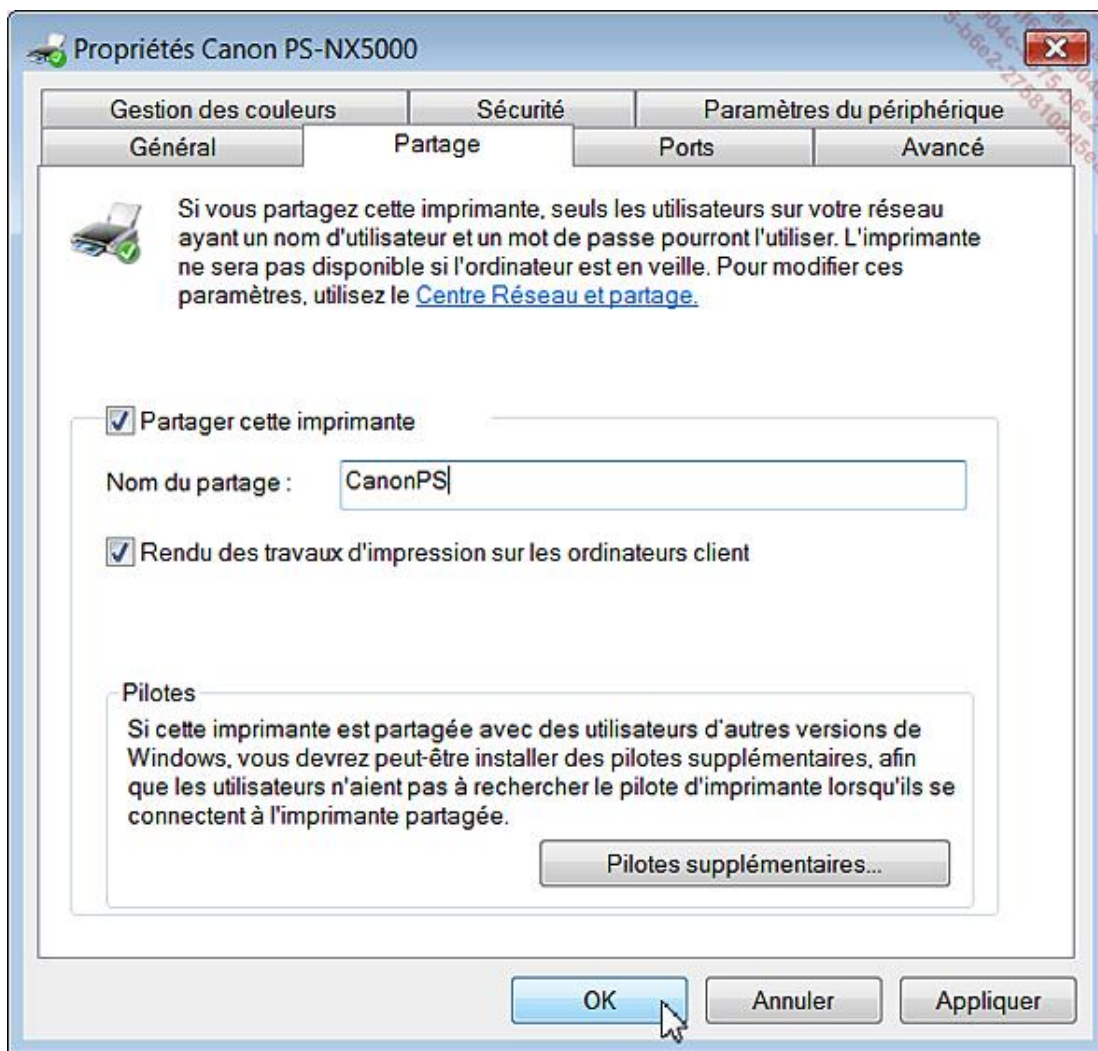 Propriétés Canon PS-NX5000
Gestion des couleurs
Sécurité
Paramètres du périphérique
Général
Partage
Ports
Avancé
Si vous partagez cette imprimante, seuls les utilisateurs sur votre réseau
ayant un nom d'utilisateur et un mot de passe pourront l'utiliser. L'imprimante
ne sera pas disponible si l'ordinateur est en veille. Pour modifier ces
paramètres, utilisez le Centre Réseau et partage.
Partager cette imprimante
Nom du partage :
CanonPS
Rendu des travaux d'impression sur les ordinateurs client
Pilotes
Si cette imprimante est partagée avec des utilisateurs d'autres versions de
Windows, vous devrez peut-être installer des pilotes supplémentaires, afin
que les utilisateurs n'aient pas à rechercher le pilote d'imprimante lorsqu'ils se
connectent à l'imprimante partagée.
Pilotes supplémentaires...
OK
Annuler
Appliquer